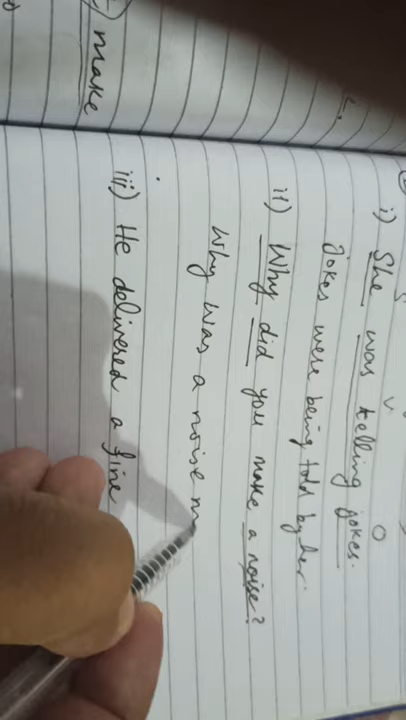 make
i) She was telling jokes.
V O
Jokes were being told by her.
ii) Why did you make a noise?
Why was a noise m
iii) He delivered a fine